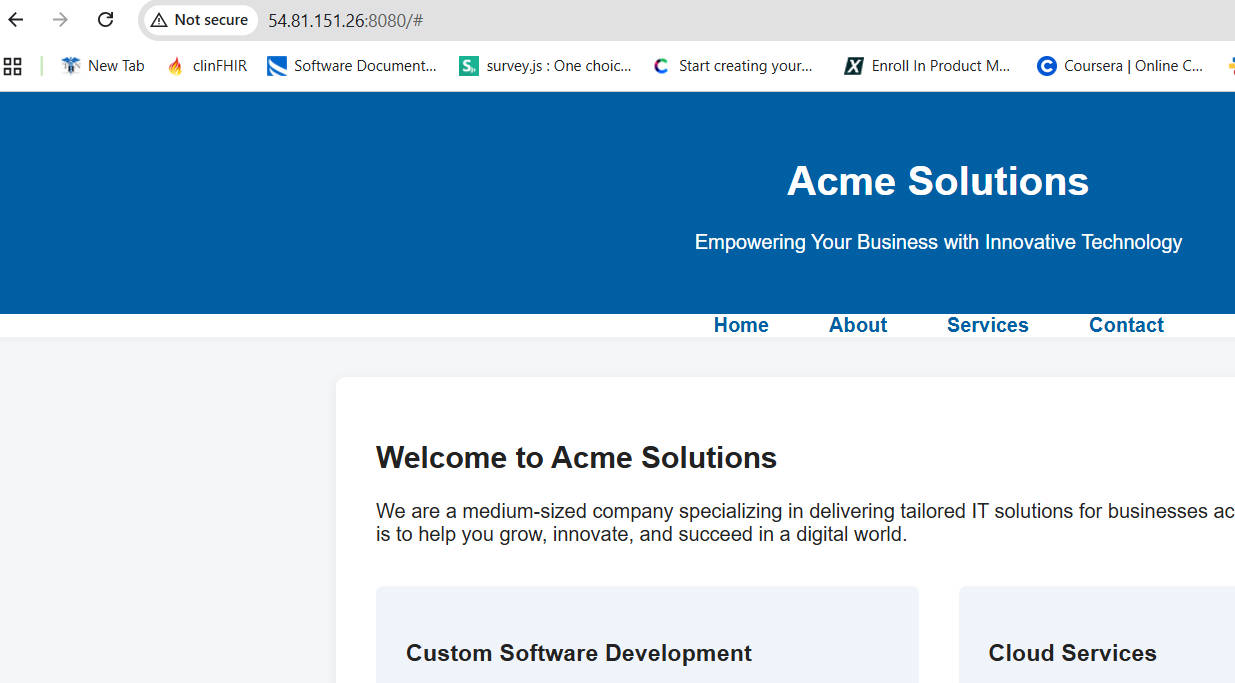 Not secure 54.81.151.26:8080/#
New Tab clinFHIR Software Document... survey.js : One choic... Start creating your... Enroll In Product M... Coursera | Online C...
Acme Solutions
Empowering Your Business with Innovative Technology
Home About Services Contact
Welcome to Acme Solutions
We are a medium-sized company specializing in delivering tailored IT solutions for businesses ac
is to help you grow, innovate, and succeed in a digital world.
Custom Software Development Cloud Services